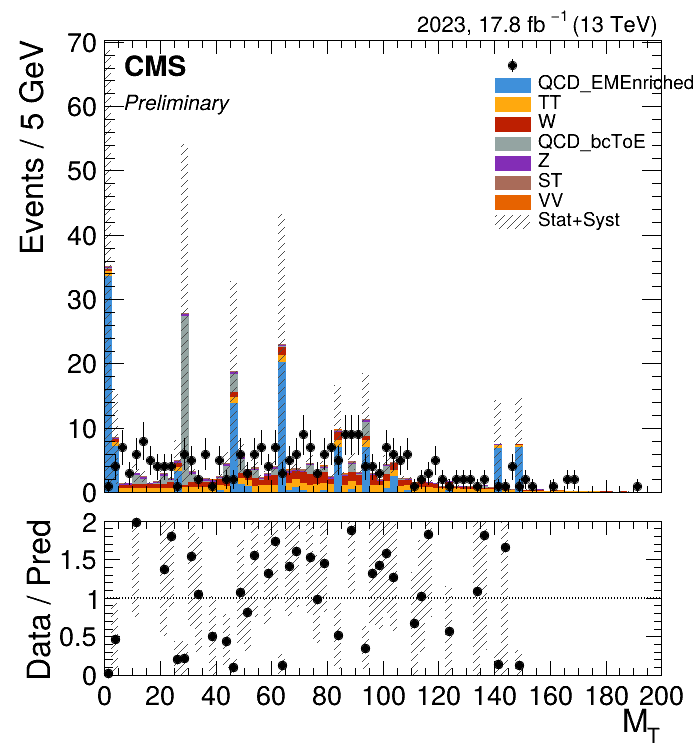 2023, 17.8 fb⁻¹ (13 TeV)
Events / 5 GeV
70
60
50
40
30
20
10
0
CMS
Preliminary
QCD_EMEnriched
TT
W
QCD_bcToE
Z
ST
VV
Stat+Syst
Data / Pred
2
1.5
1
0.5
0
0 20 40 60 80 100 120 140 160 180 200
M_T